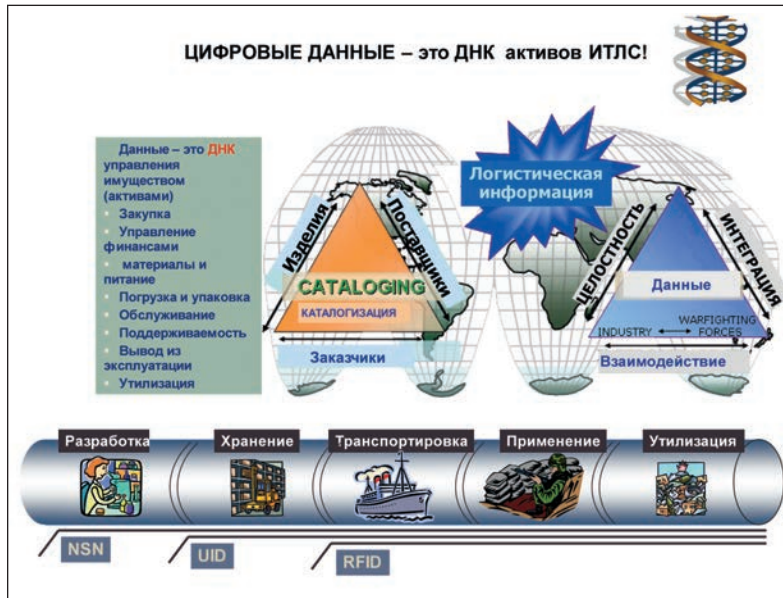 ЦИФРОВЫЕ ДАННЫЕ – это ДНК активов ИТЛС!
Данные – это ДНК
управления
имуществом
(активами)
• Закупка
• Управление
финансами
• материалы и
питание
• Погрузка и упаковка
• Обслуживание
• Поддерживаемость
• Вывод из
эксплуатации
• Утилизация
Изделия
Поставщики
CATALOGING
КАТАЛОГИЗАЦИЯ
Заказчики
Логистическая
информация
ЦЕЛОСТНОСТЬ
ИНТЕГРАЦИЯ
Данные
INDUSTRY
WARFIGHTING
FORCES
Взаимодействие
Разработка
Хранение
Транспортировка
Применение
Утилизация
NSN
UID
RFID